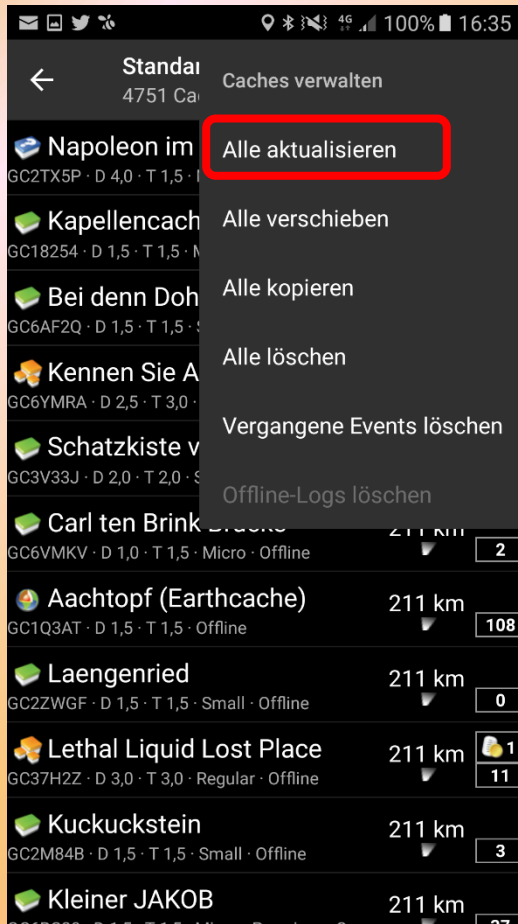 4G 100% 16:35
Standar
4751 Ca
Caches verwalten
Alle aktualisieren
Alle verschieben
Alle kopieren
Alle löschen
Vergangene Events löschen
Offline-Logs löschen
Napoleon im
GC2TX5P · D 4,0 · T 1,5 ·
Kapellencach
GC18254 · D 1,5 · T 1,5 ·
Bei denn Doh
GC6AF2Q · D 1,5 · T 1,5 ·
Kennen Sie A
GC6YMRA · D 2,5 · T 3,0 ·
Schatzkiste v
GC3V33J · D 2,0 · T 2,0 ·
Carl ten Brink 211 km
GC6VMKV · D 1,0 · T 1,5 · Micro · Offline 2
Aachtopf (Earthcache) 211 km
GC1Q3AT · D 1,5 · T 1,5 · Offline 108
Laengenried 211 km
GC2ZWGF · D 1,5 · T 1,5 · Small · Offline 0
Lethal Liquid Lost Place 211 km 1
GC37H2Z · D 3,0 · T 3,0 · Regular · Offline 11
Kuckuckstein 211 km
GC2M84B · D 1,5 · T 1,5 · Small · Offline 3
Kleiner JAKOB 211 km